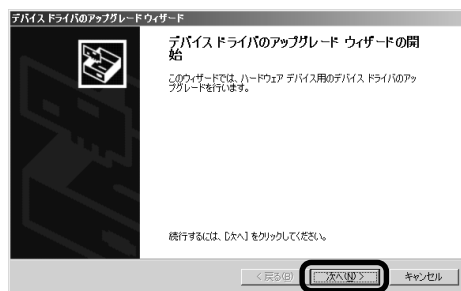 デバイス ドライバのアップグレード ウィザード
デバイス ドライバのアップグレード ウィザードの開
始
このウィザードでは、ハードウェア デバイス用のデバイス ドライバのアッ
プグレードを行います。
続行するには、[次へ] をクリックしてください。
< 戻る(B)
次へ(N) >
キャンセル